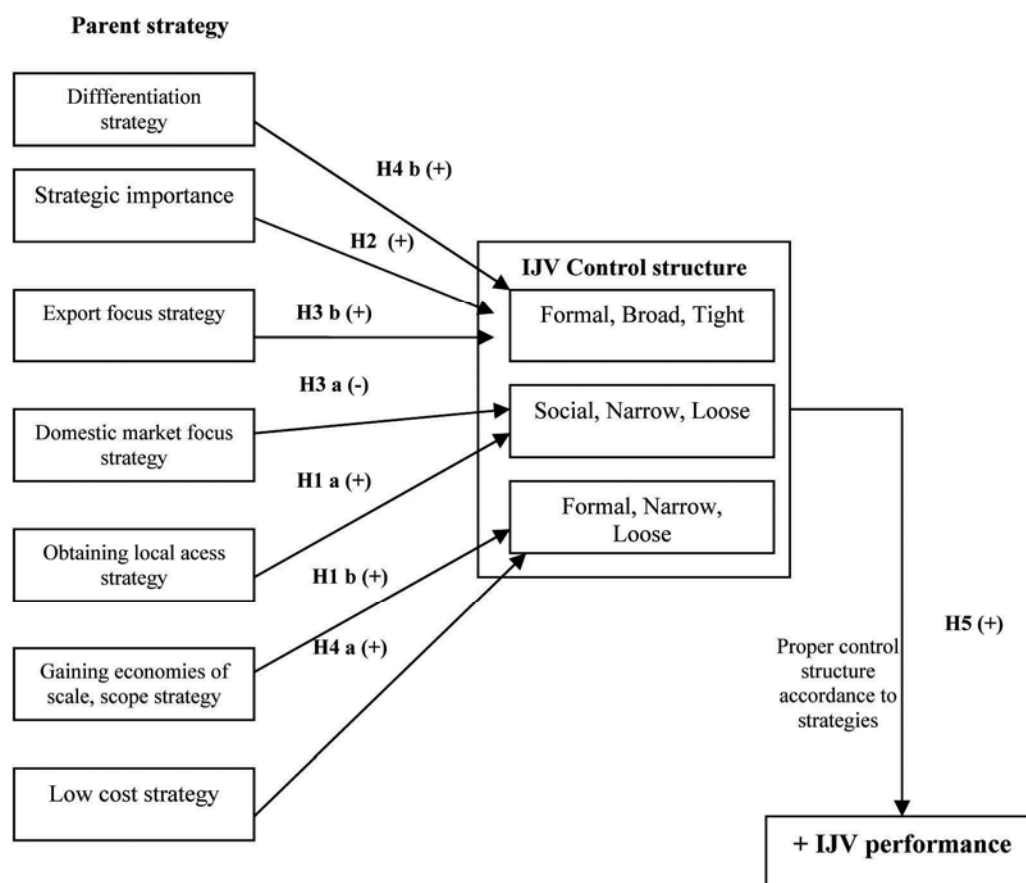 Parent strategy
Diffferentiation
strategy
Strategic importance
Export focus strategy
Domestic market focus
strategy
Obtaining local acess
strategy
Gaining economies of
scale, scope strategy
Low cost strategy
H4 b (+)
H2 (+)
H3 b (+)
H3 a (-)
H1 a (+)
H1 b (+)
H4 a (+)
IJV Control structure
Formal, Broad, Tight
Social, Narrow, Loose
Formal, Narrow,
Loose
H5 (+)
Proper control
structure
accordance to
strategies
+ IJV performance